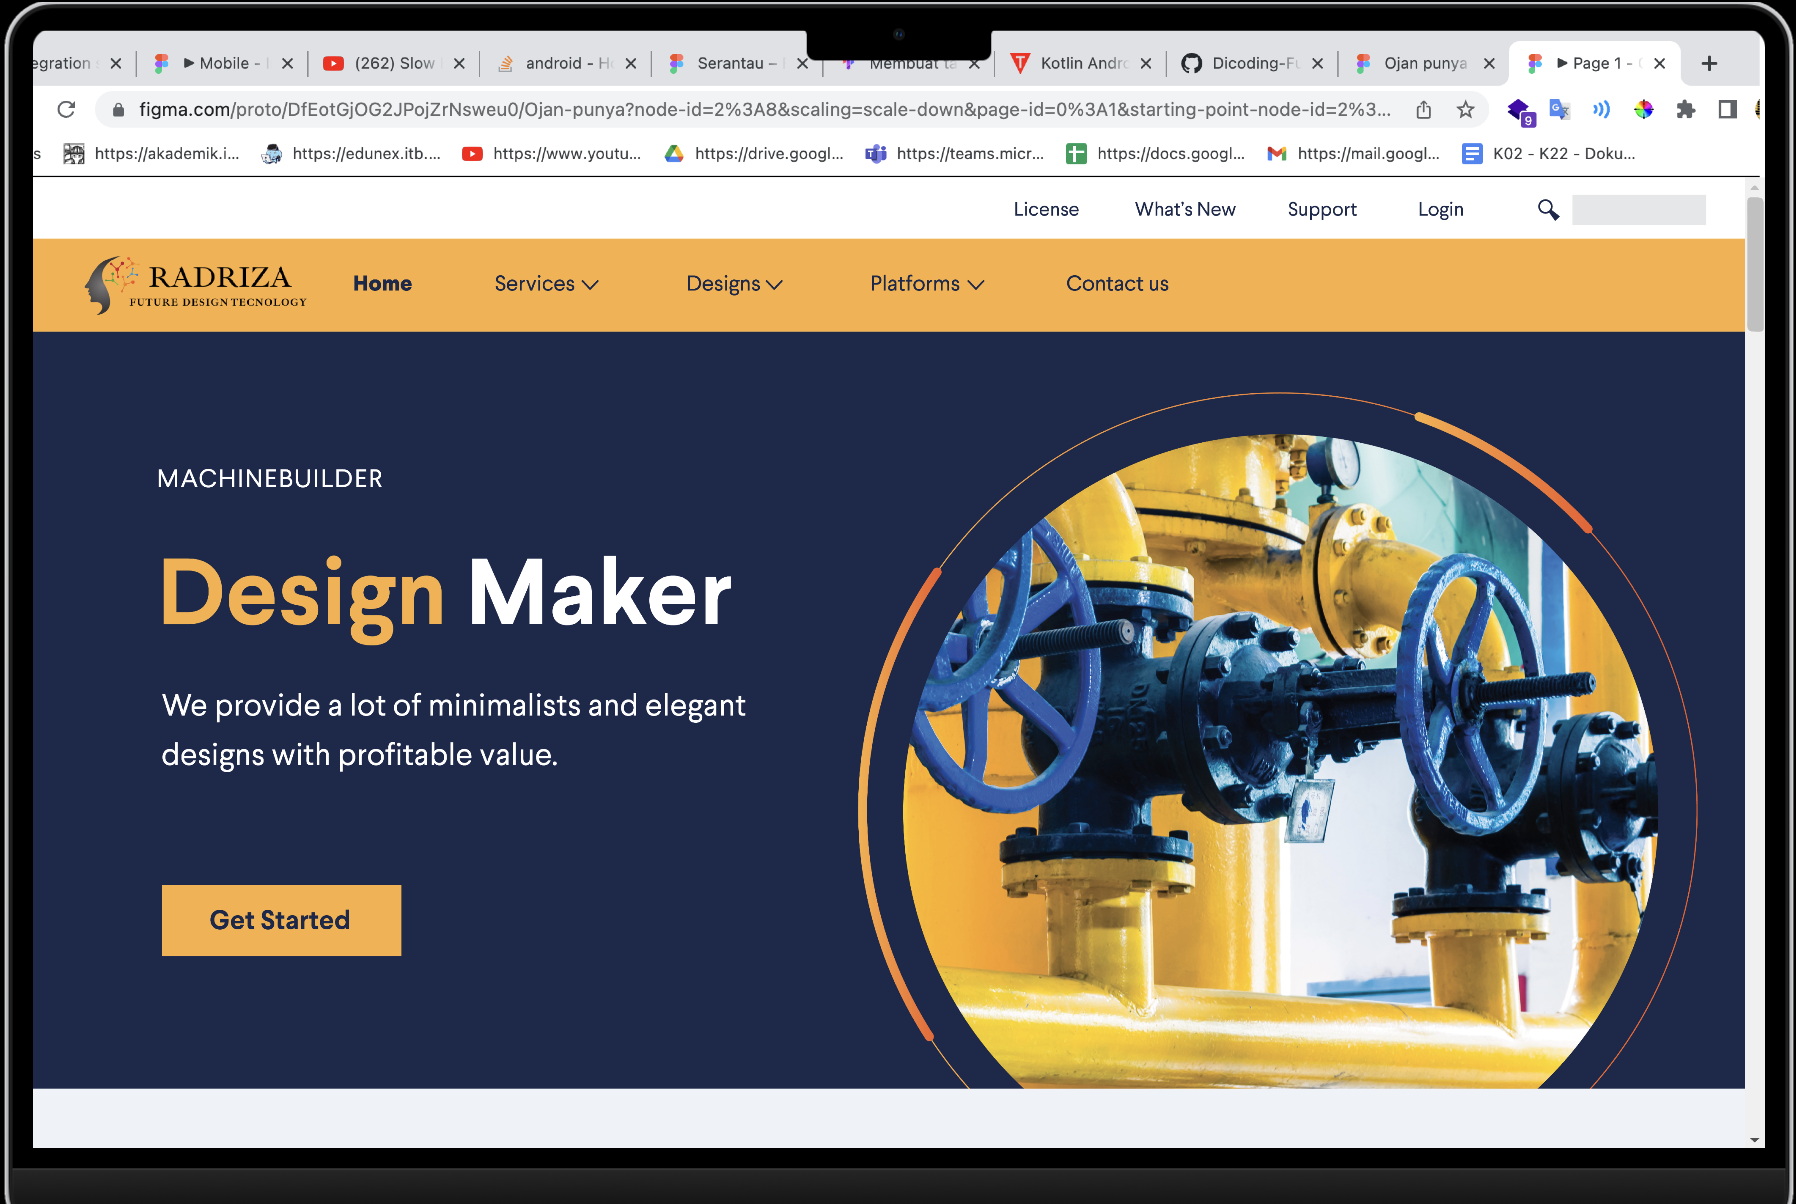 egration
Mobile -
(262) Slow
android - H
Serantau –
Membuat ta
Kotlin Andro
Dicoding-Fu
Ojan punya
Page 1 -
figma.com/proto/DfEotGjOG2JPojZrNsweu0/Ojan-punya?node-id=2%3A8&scaling=scale-down&page-id=0%3A1&starting-point-node-id=2%3...
9
s
https://akademik.i...
https://edunex.itb....
https://www.youtu...
https://drive.googl...
https://teams.micr...
https://docs.googl...
https://mail.googl...
K02 - K22 - Doku...
License
What's New
Support
Login
RADRIZA
FUTURE DESIGN TECNOLOGY
Home
Services
Designs
Platforms
Contact us
MACHINEBUILDER
Design Maker
We provide a lot of minimalists and elegant
designs with profitable value.
Get Started